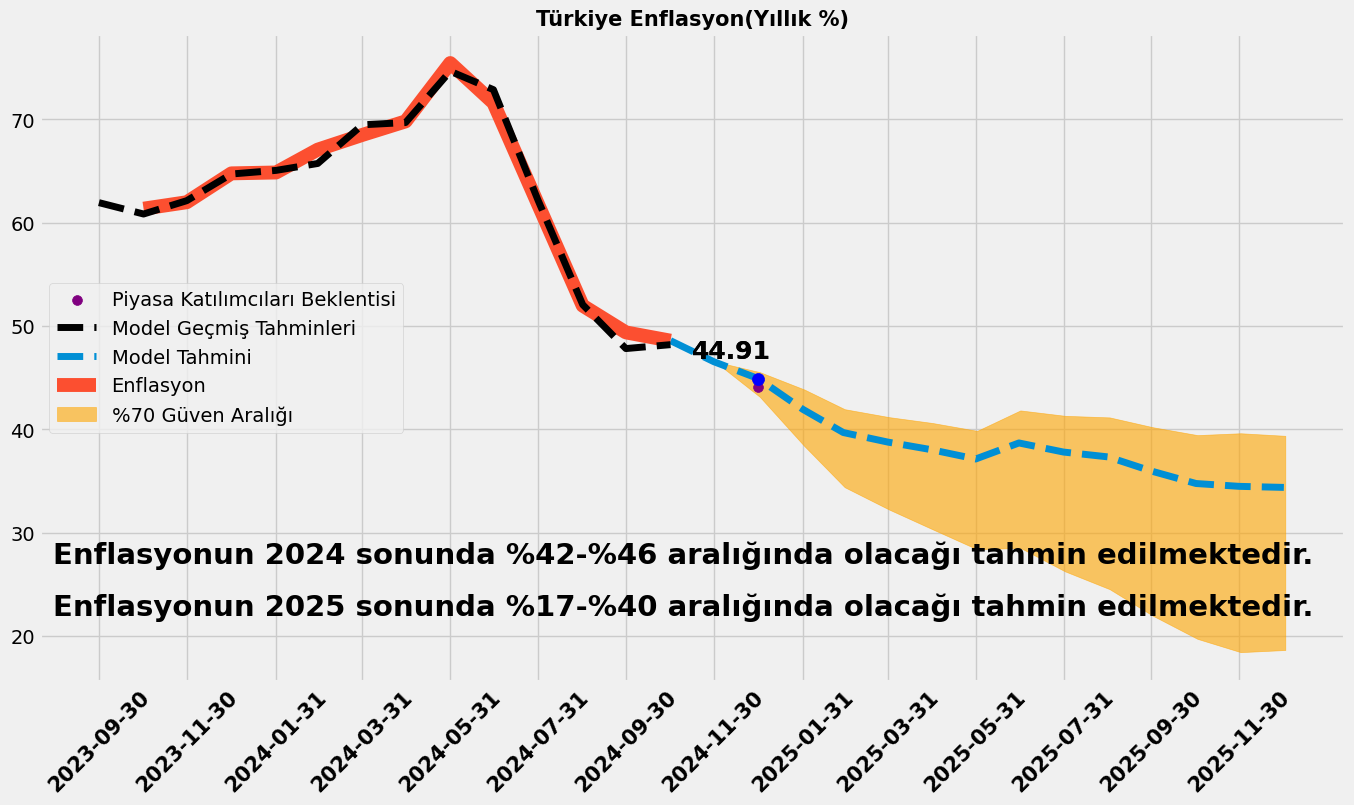 Türkiye Enflasyon(Yıllık %)
70
60
50
40
30
20
Piyasa Katılımcıları Beklentisi
Model Geçmiş Tahminleri
Model Tahmini
Enflasyon
%70 Güven Aralığı
44.91
Enflasyonun 2024 sonunda %42-%46 aralığında olacağı tahmin edilmektedir.
Enflasyonun 2025 sonunda %17-%40 aralığında olacağı tahmin edilmektedir.
2023-09-30
2023-11-30
2024-01-31
2024-03-31
2024-05-31
2024-07-31
2024-09-30
2024-11-30
2025-01-31
2025-03-31
2025-05-31
2025-07-31
2025-09-30
2025-11-30